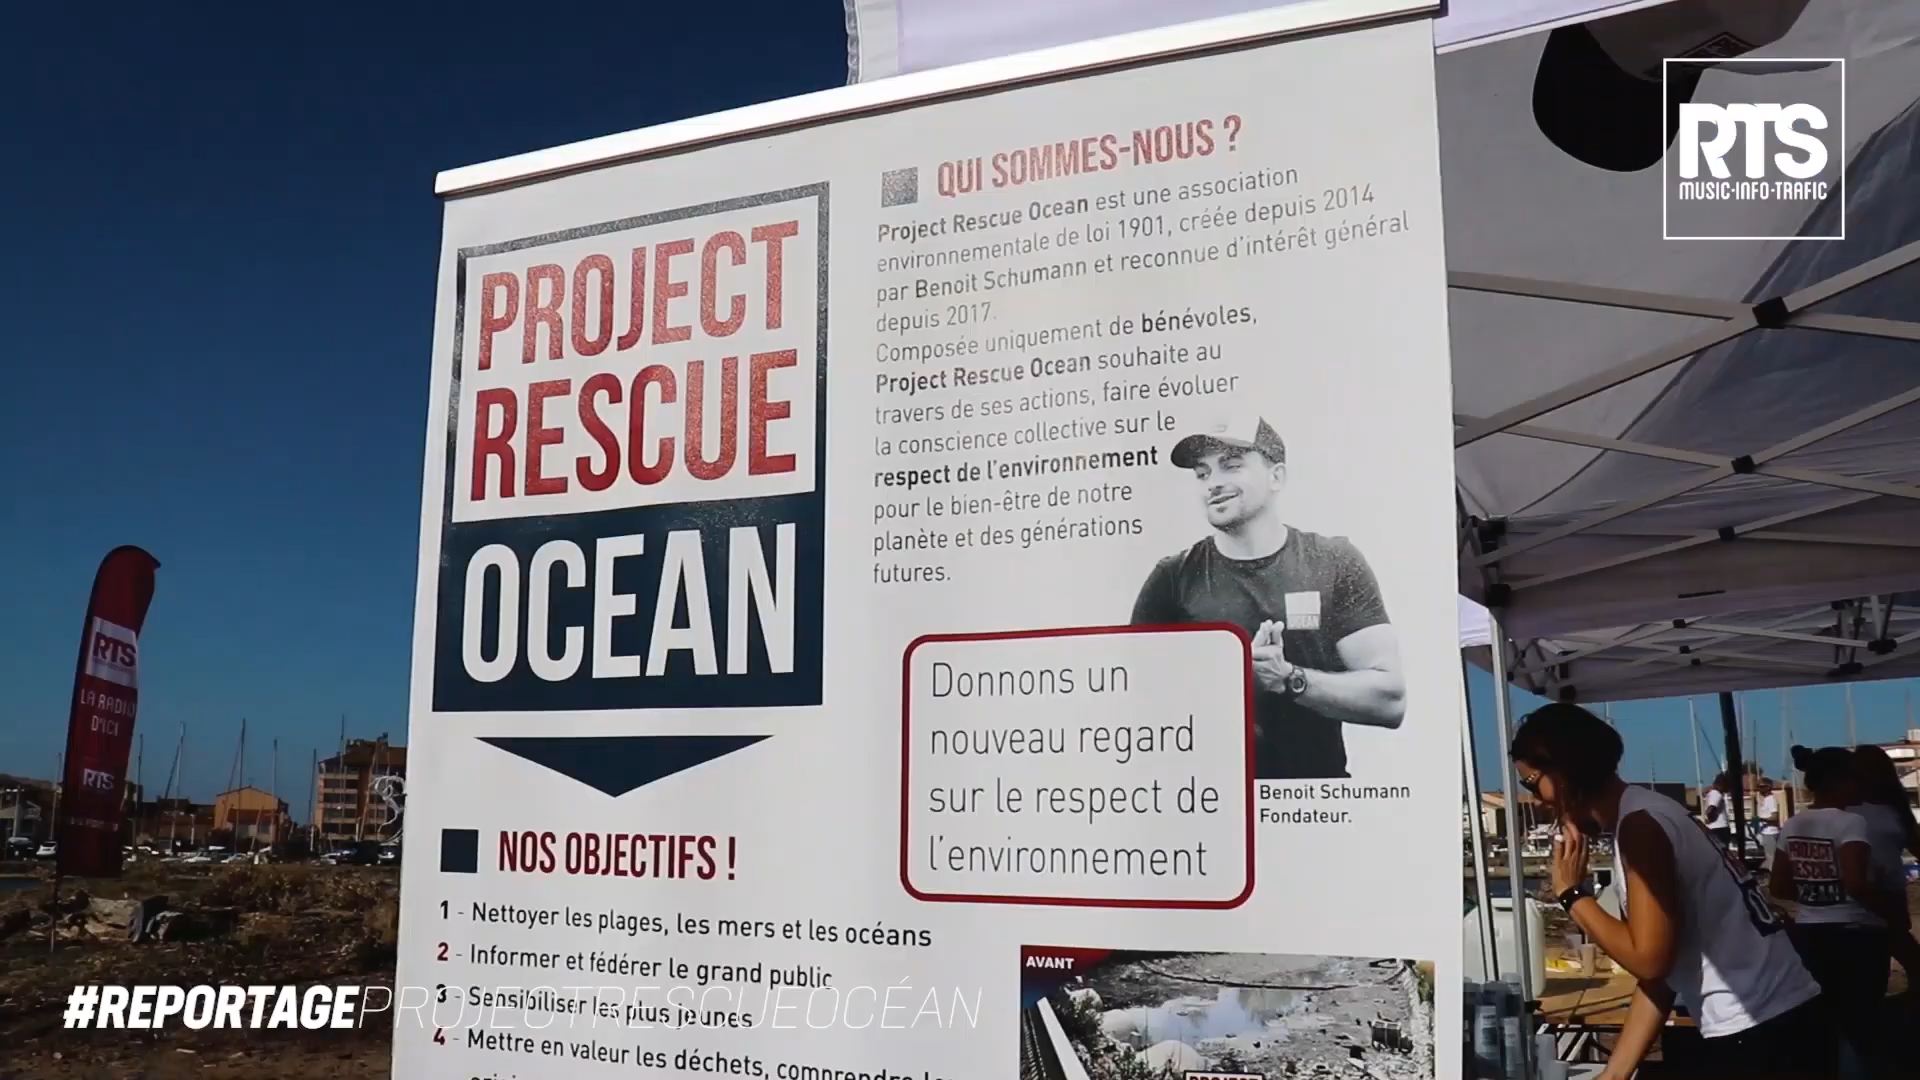 RTS
MUSIC-INFO-TRAFIC
PROJECT
RESCUE
OCEAN
QUI SOMMES-NOUS ?
Project Rescue Ocean est une association
environnementale de loi 1901, créée depuis 2014
par Benoit Schumann et reconnue d'intérêt général
depuis 2017.
Composée uniquement de bénévoles,
Project Rescue Ocean souhaite au
travers de ses actions, faire évoluer
la conscience collective sur le
respect de l'environnement
pour le bien-être de notre
planète et des générations
futures.
Donnons un
nouveau regard
sur le respect de
l'environnement
Benoit Schumann
Fondateur.
NOS OBJECTIFS !
1 - Nettoyer les plages, les mers et les océans
2 - Informer et fédérer le grand public
3 - Sensibiliser les plus jeunes
4 - Mettre en valeur les déchets, comprendre
AVANT
PROJECT
RTS
LA RADIO
D'ICI
RTS
PROJECT
RESCUE
OCEAN
OCEAN
#REPORTAGEPROJECTRESCUEOCÉAN